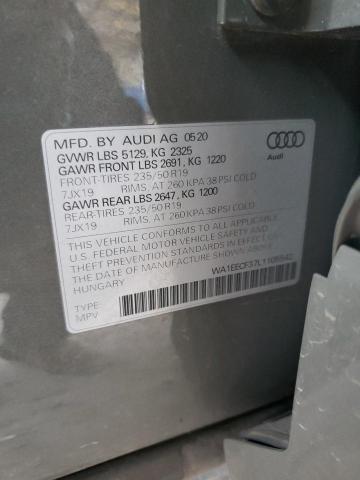 MFD. BY AUDI AG 05 20
GVWR LBS 5129, KG 2325
GAWR FRONT LBS 2691, KG 1220
FRONT-TIRES 235/50 R19
7JX19 RIMS, AT 260 KPA 38 PSI COLD
GAWR REAR LBS 2647, KG 1200
REAR-TIRES 235/50 R19
7JX19 RIMS, AT 260 KPA 38 PSI COLD
THIS VEHICLE CONFORMS TO ALL APPLICABLE
U.S. FEDERAL MOTOR VEHICLE SAFETY AND
THEFT PREVENTION STANDARDS IN EFFECT ON
THE DATE OF MANUFACTURE SHOWN ABOVE.
HUNGARY
TYPE
MPV
Audi